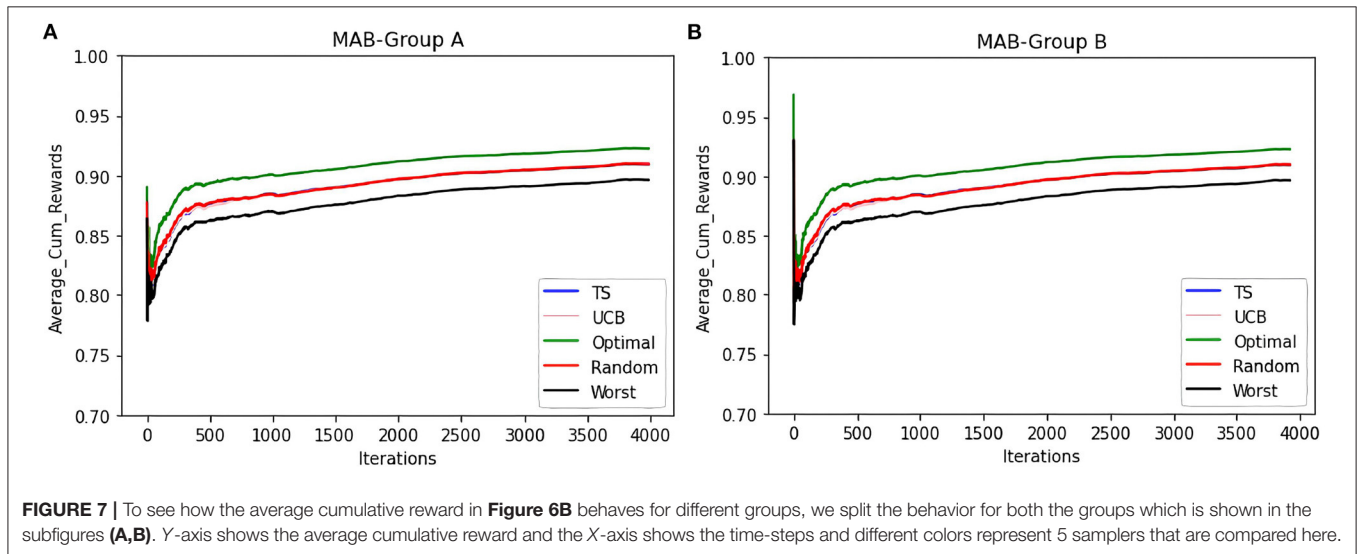 A
MAB-Group A
1.00
0.95
0.90
0.85
0.80
0.75
0.70
Average_Cum_Rewards
0 500 1000 1500 2000 2500 3000 3500 4000
Iterations
TS
UCB
Optimal
Random
Worst
B
MAB-Group B
1.00
0.95
0.90
0.85
0.80
0.75
0.70
Average_Cum_Rewards
0 500 1000 1500 2000 2500 3000 3500 4000
Iterations
TS
UCB
Optimal
Random
Worst
FIGURE 7 | To see how the average cumulative reward in Figure 6B behaves for different groups, we split the behavior for both the groups which is shown in the
subfigures (A,B). Y-axis shows the average cumulative reward and the X-axis shows the time-steps and different colors represent 5 samplers that are compared here.